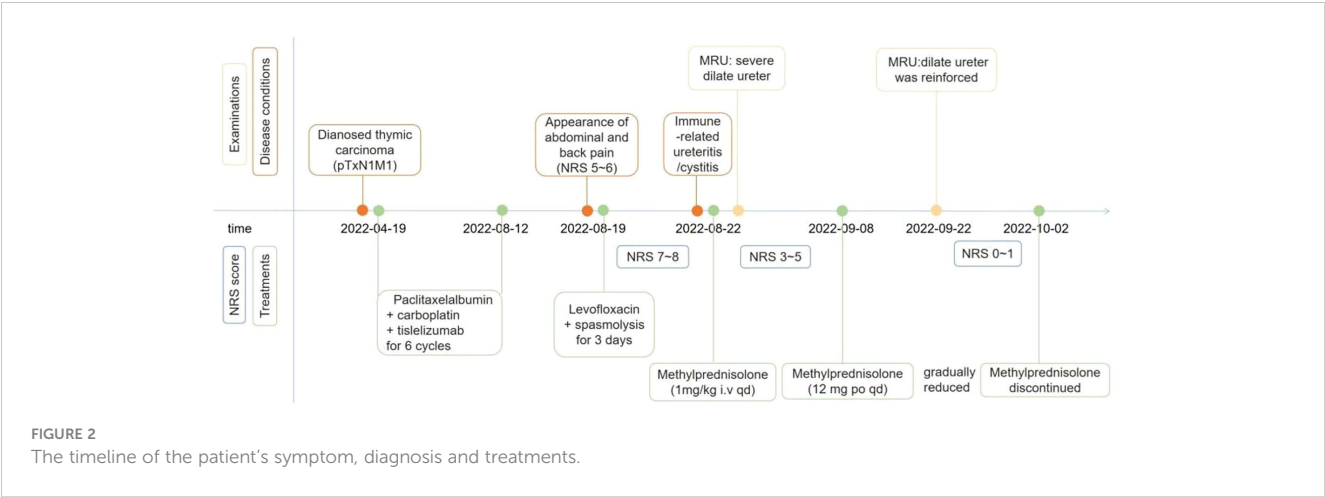 Examinations
Disease conditions
MRU: severe
dilate ureter
MRU:dilate ureter
was reinforced
Dianosed thymic
carcinoma
(pTxN1M1)
Appearance of
abdominal and
back pain
(NRS 5~6)
Immune
-related
ureteritis
/cystitis
time
2022-04-19
2022-08-12
2022-08-19
2022-08-22
2022-09-08
2022-09-22
2022-10-02
NRS score
Treatments
NRS 7~8
NRS 3~5
NRS 0~1
Paclitaxelalbumin
+ carboplatin
+ tislelizumab
for 6 cycles
Levofloxacin
+ spasmolysis
for 3 days
Methylprednisolone
(1mg/kg i.v qd)
Methylprednisolone
(12 mg po qd)
gradually
reduced
Methylprednisolone
discontinued
FIGURE 2
The timeline of the patient's symptom, diagnosis and treatments.